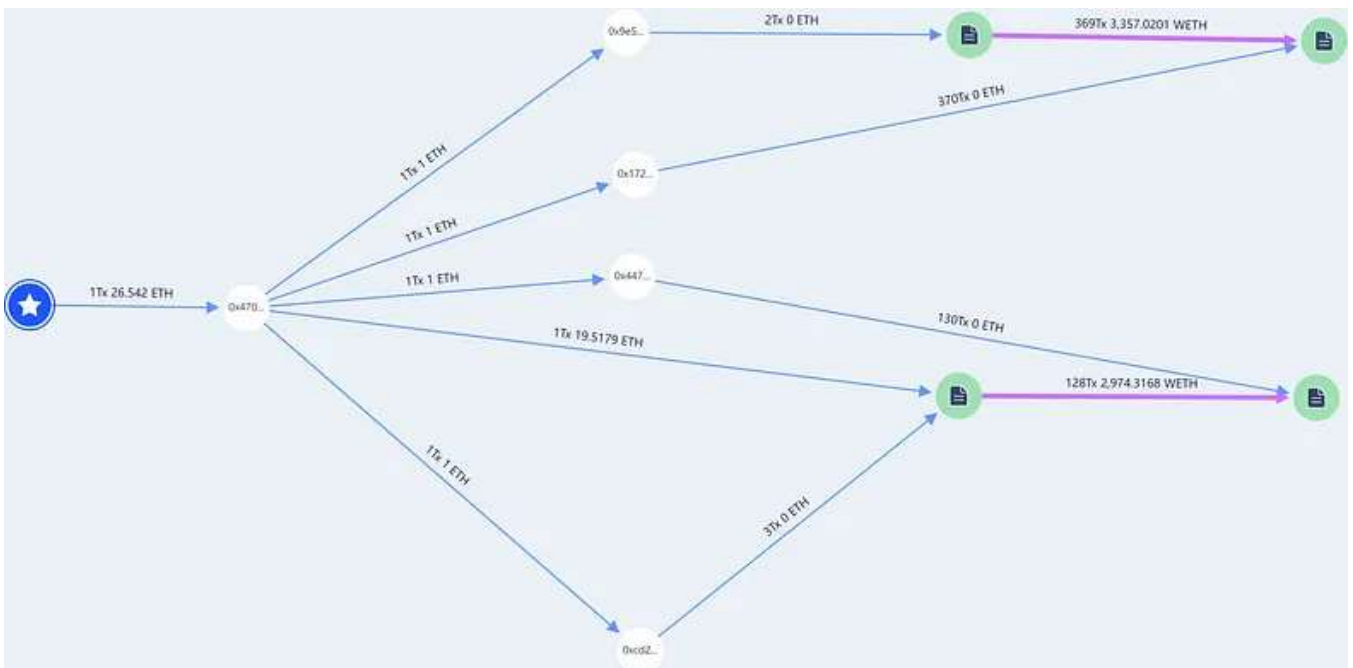 0x9e5...
2Tx 0 ETH
369Tx 3,357.0201 WETH
370Tx 0 ETH
1Tx 1 ETH
0x172...
1Tx 1 ETH
1Tx 1 ETH
0x447...
1Tx 26.542 ETH
0x470...
1Tx 19.5179 ETH
130Tx 0 ETH
128Tx 2,974.3168 WETH
1Tx 1 ETH
3Tx 0 ETH
0xcd2...